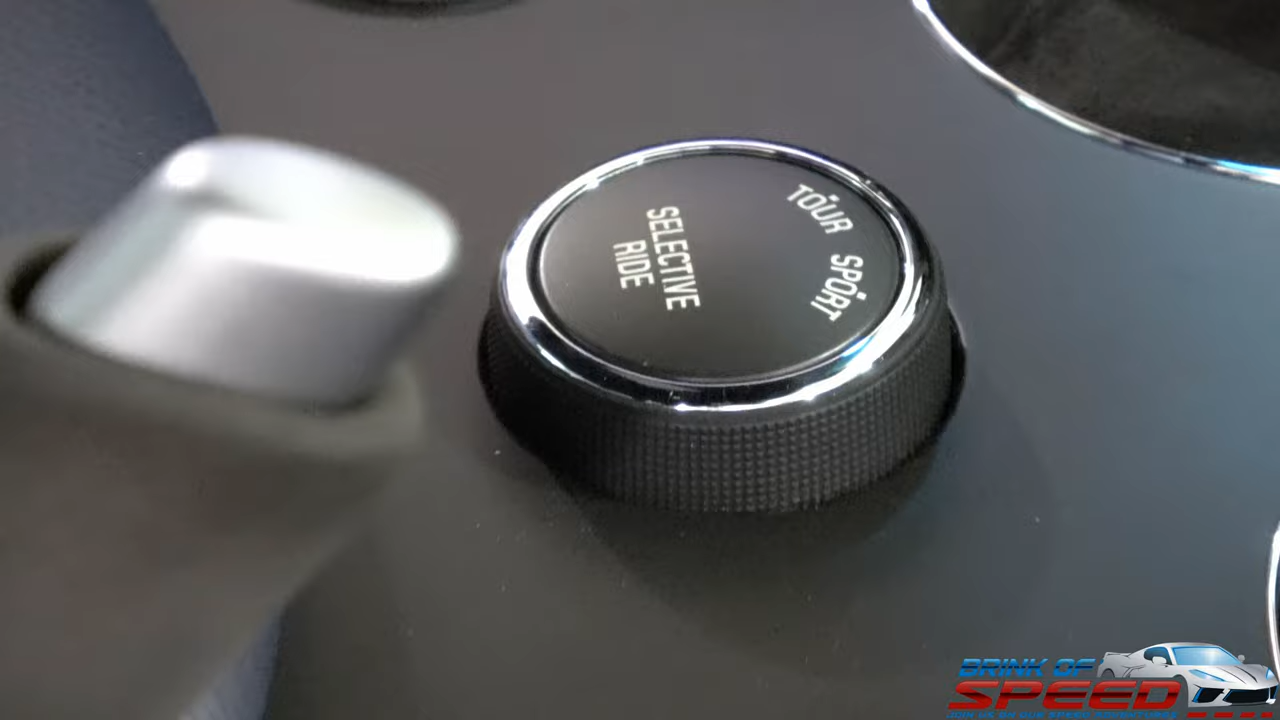 SELECTIVE
RIDE
TOUR SPORT
BRINK OF
SPEED